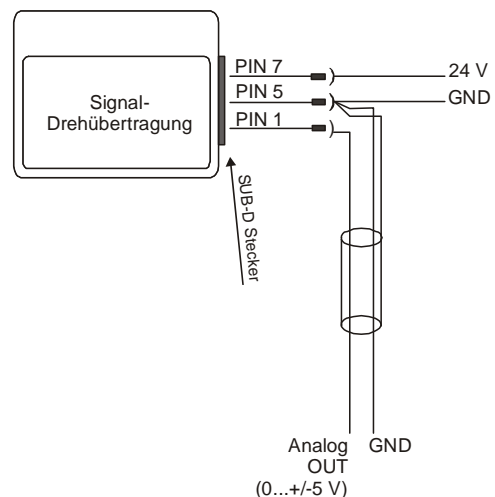 PIN 7
24 V
Signal-
Drehübertragung
PIN 5
GND
PIN 1
SUB-D Stecker
Analog
OUT
(0...+/-5 V)
GND